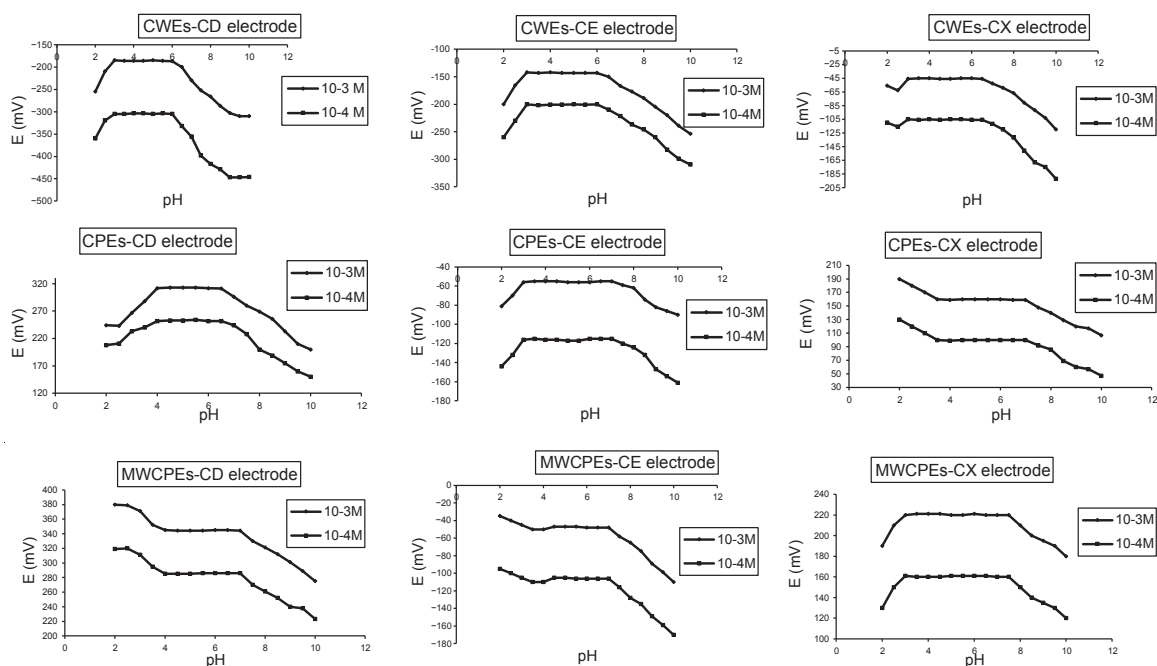 CWEs-CD electrode
−150
0 2 4 6 8 10 12
−200
−250
−300
−350
−400
−450
−500
E (mV)
pH
10-3 M
10-4 M
CWEs-CE electrode
−100
0 2 4 6 8 10 12
−150
−200
−250
−300
−350
E (mV)
pH
10-3M
10-4M
CWEs-CX electrode
−5
0 2 4 6 8 10 12
−25
−45
−65
−85
−105
−125
−145
−165
−185
−205
E (mV)
pH
10-3M
10-4M
CPEs-CD electrode
320
270
220
170
120
0 2 4 6 8 10 12
E (mV)
pH
10-3M
10-4M
CPEs-CE electrode
−40
0 2 4 6 8 10 12
−60
−80
−100
−120
−140
−160
−180
E (mV)
pH
10-3M
10-4M
CPEs-CX electrode
210
190
170
150
130
110
90
70
50
30
0 2 4 6 8 10 12
E (mV)
pH
10-3M
10-4M
MWCPEs-CD electrode
400
380
360
340
320
300
280
260
240
220
200
0 2 4 6 8 10 12
E (mV)
pH
10-3M
10-4M
MWCPEs-CE electrode
0
0 2 4 6 8 10 12
−20
−40
−60
−80
−100
−120
−140
−160
−180
E (mV)
pH
10-3M
10-4M
MWCPEs-CX electrode
220
200
180
160
140
120
100
0 2 4 6 8 10 12
E (mV)
pH
10-3M
10-4M